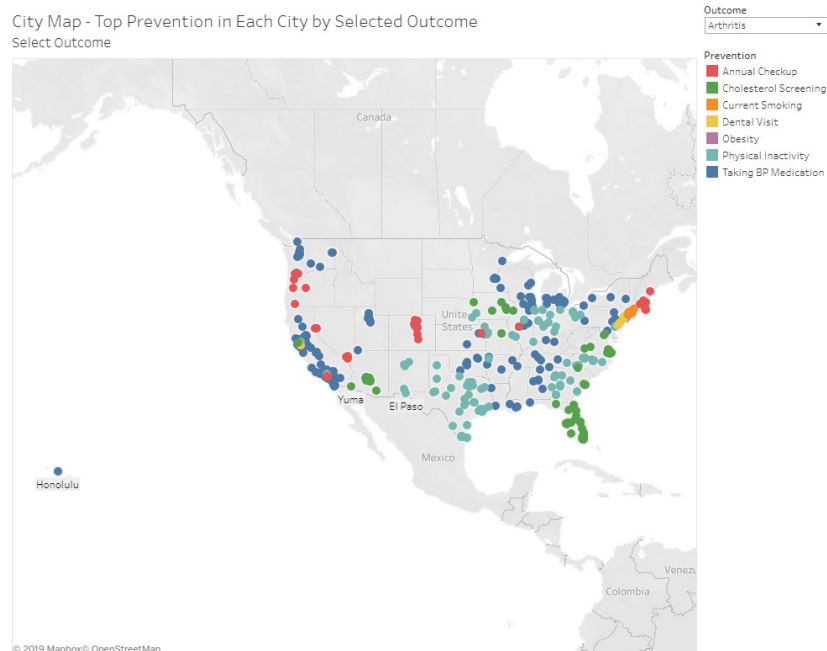 City Map - Top Prevention in Each City by Selected Outcome
Select Outcome
Outcome
Arthritis
Prevention
Annual Checkup
Cholesterol Screening
Current Smoking
Dental Visit
Obesity
Physical Inactivity
Taking BP Medication
Canada
United
States
Yuma
El Paso
Mexico
Honolulu
Venezu
Colombia
© 2019 Mapbox© OpenStreetMap